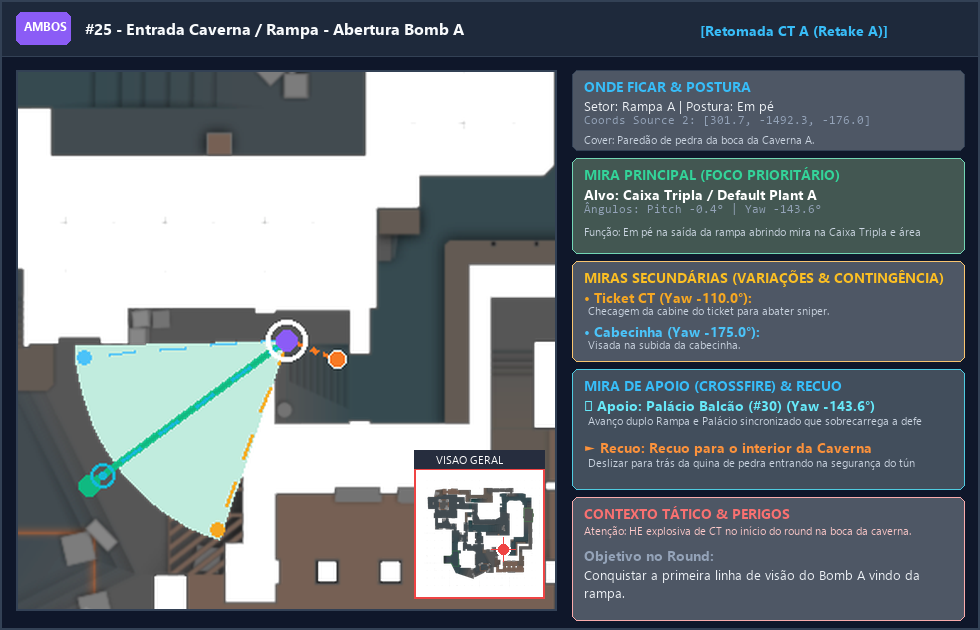 AMBOS
#25 - Entrada Caverna / Rampa - Abertura Bomb A
[Retomada CT A (Retake A)]
ONDE FICAR & POSTURA
Setor: Rampa A | Postura: Em pé
Coords Source 2: [301.7, -1492.3, -176.0]
Cover: Paredão de pedra da boca da Caverna A.
MIRA PRINCIPAL (FOCO PRIORITÁRIO)
Alvo: Caixa Tripla / Default Plant A
Ângulos: Pitch -0.4° | Yaw -143.6°
Função: Em pé na saída da rampa abrindo mira na Caixa Tripla e área
MIRAS SECUNDÁRIAS (VARIAÇÕES & CONTINGÊNCIA)
• Ticket CT (Yaw -110.0°):
Checagem da cabine do ticket para abater sniper.
• Cabecinha (Yaw -175.0°):
Visada na subida da cabecinha.
MIRA DE APOIO (CROSSFIRE) & RECUO
Apoio: Palácio Balcão (#30) (Yaw -143.6°)
Avanço duplo Rampa e Palácio sincronizado que sobrecarrega a defe
► Recuo: Recuo para o interior da Caverna
Deslizar para trás da quina de pedra entrando na segurança do tún
CONTEXTO TÁTICO & PERIGOS
Atenção: HE explosiva de CT no início do round na boca da caverna.
Objetivo no Round:
Conquistar a primeira linha de visão do Bomb A vindo da
rampa.
VISAO GERAL